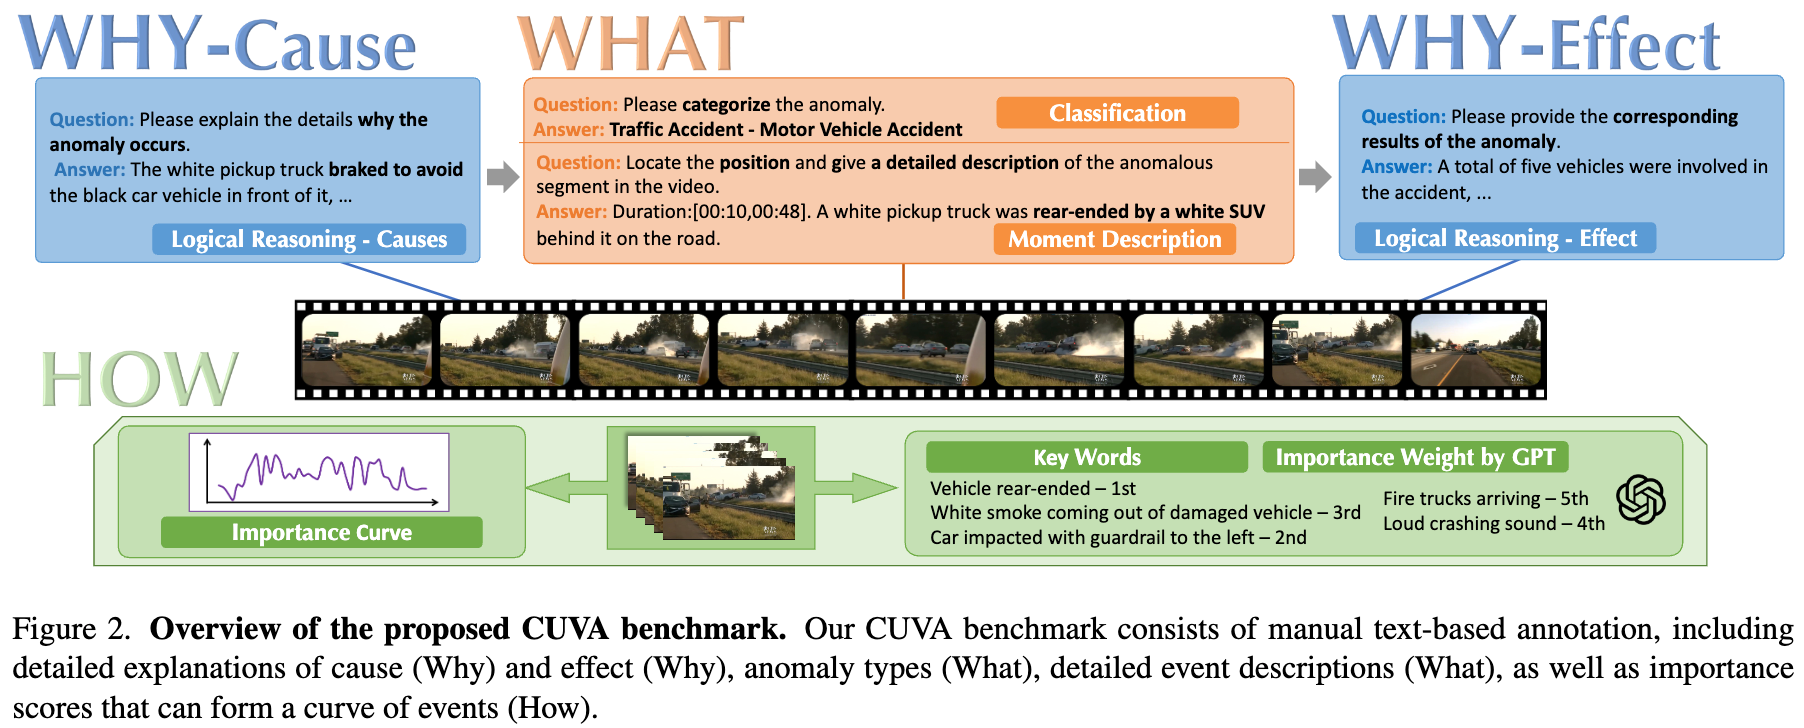 WHY-Cause
WHAT
WHY-Effect
Question: Please explain the details why the
anomaly occurs.
Answer: The white pickup truck braked to avoid
the black car vehicle in front of it, ...
Logical Reasoning - Causes
Question: Please categorize the anomaly.
Answer: Traffic Accident - Motor Vehicle Accident
Classification
Question: Locate the position and give a detailed description of the anomalous
segment in the video.
Answer: Duration:[00:10,00:48]. A white pickup truck was rear-ended by a white SUV
behind it on the road.
Moment Description
Question: Please provide the corresponding
results of the anomaly.
Answer: A total of five vehicles were involved in
the accident, ...
Logical Reasoning - Effect
HOW
Importance Curve
Key Words
Importance Weight by GPT
Vehicle rear-ended – 1st
White smoke coming out of damaged vehicle – 3rd
Car impacted with guardrail to the left – 2nd
Fire trucks arriving – 5th
Loud crashing sound – 4th
Figure 2. Overview of the proposed CUVA benchmark. Our CUVA benchmark consists of manual text-based annotation, including
detailed explanations of cause (Why) and effect (Why), anomaly types (What), detailed event descriptions (What), as well as importance
scores that can form a curve of events (How).